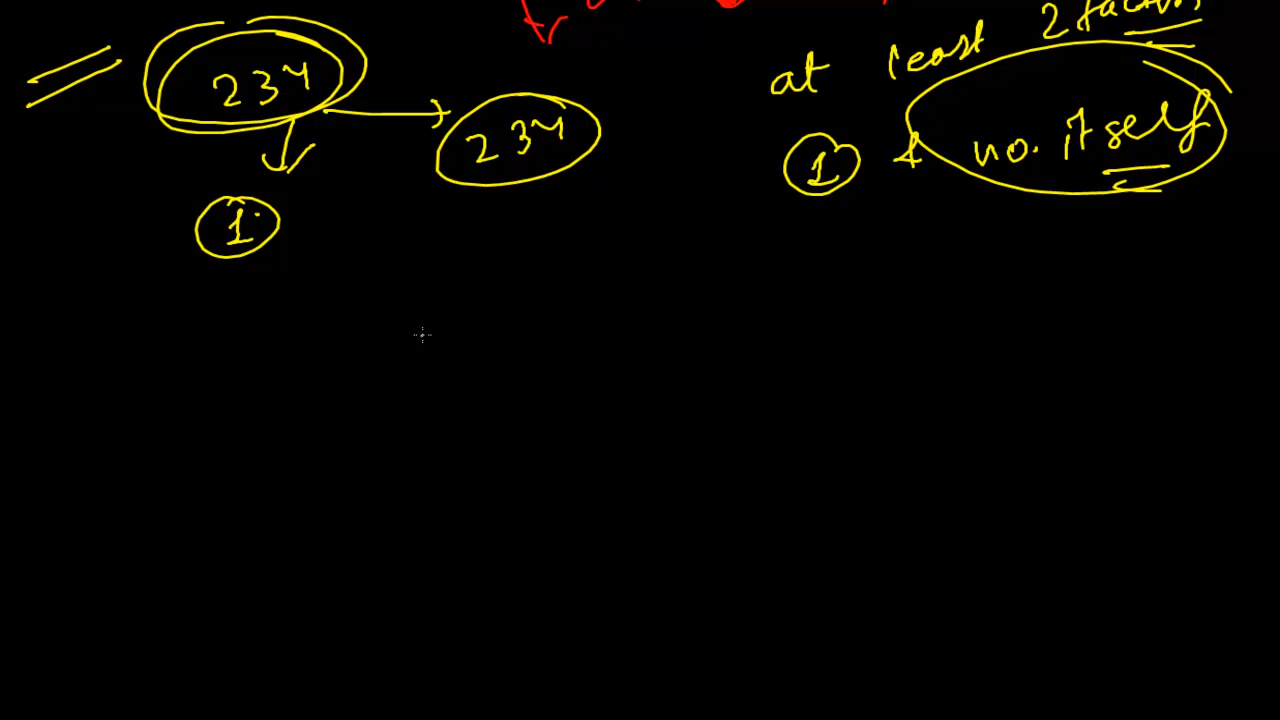 at least 2 factors
234
234
1 & no. itself
1